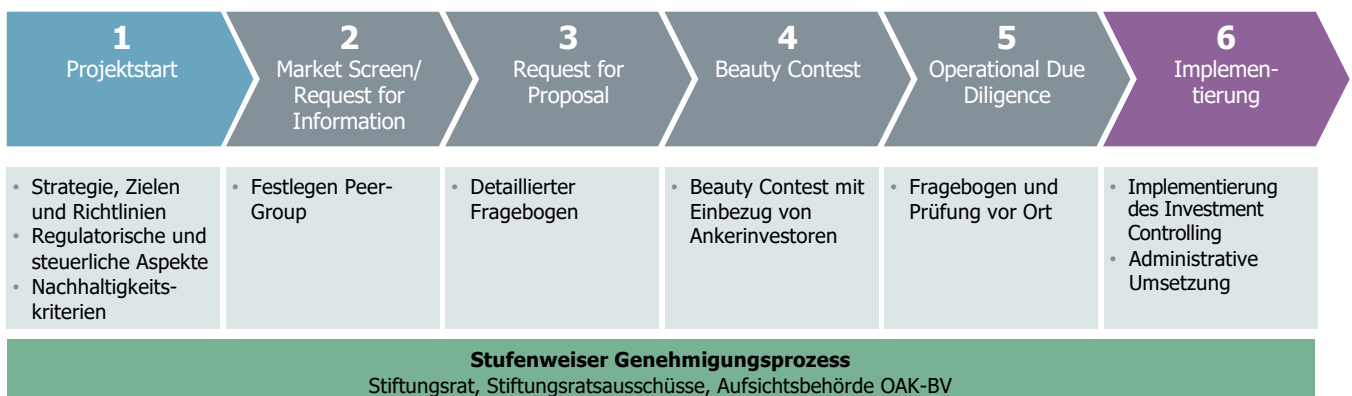 1
Projektstart
2
Market Screen/
Request for
Information
3
Request for
Proposal
4
Beauty Contest
5
Operational Due
Diligence
6
Implemen-
tierung
• Strategie, Zielen
und Richtlinien
• Regulatorische und
steuerliche Aspekte
• Nachhaltigkeits-
kriterien
• Festlegen Peer-
Group
• Detaillierter
Fragebogen
• Beauty Contest mit
Einbezug von
Ankerinvestoren
• Fragebogen und
Prüfung vor Ort
• Implementierung
des Investment
Controlling
• Administrative
Umsetzung
Stufenweiser Genehmigungsprozess
Stiftungsrat, Stiftungsratsausschüsse, Aufsichtsbehörde OAK-BV